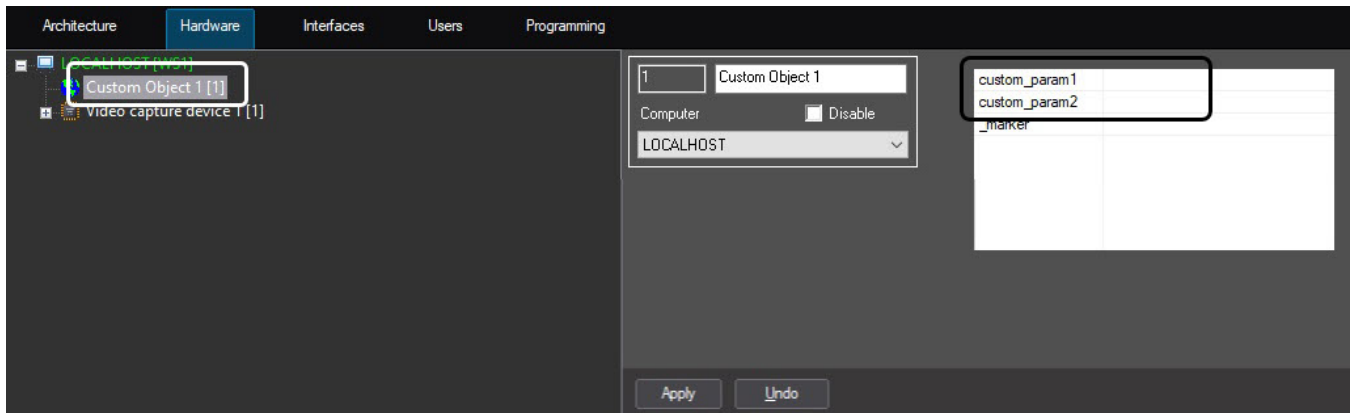 Architecture Hardware Interfaces Users Programming
LOCALHOST [WS1]
Custom Object 1 [1]
Video capture device 1 [1]
1 Custom Object 1
Computer Disable
LOCALHOST
custom_param1
custom_param2
_marker
Apply Undo